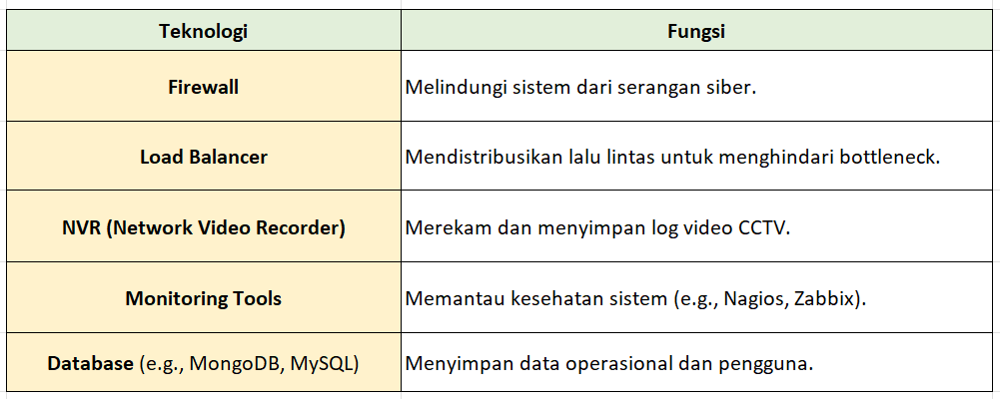 Teknologi Fungsi
Firewall Melindungi sistem dari serangan siber.
Load Balancer Mendistribusikan lalu lintas untuk menghindari bottleneck.
NVR (Network Video Recorder) Merekam dan menyimpan log video CCTV.
Monitoring Tools Memantau kesehatan sistem (e.g., Nagios, Zabbix).
Database (e.g., MongoDB, MySQL) Menyimpan data operasional dan pengguna.